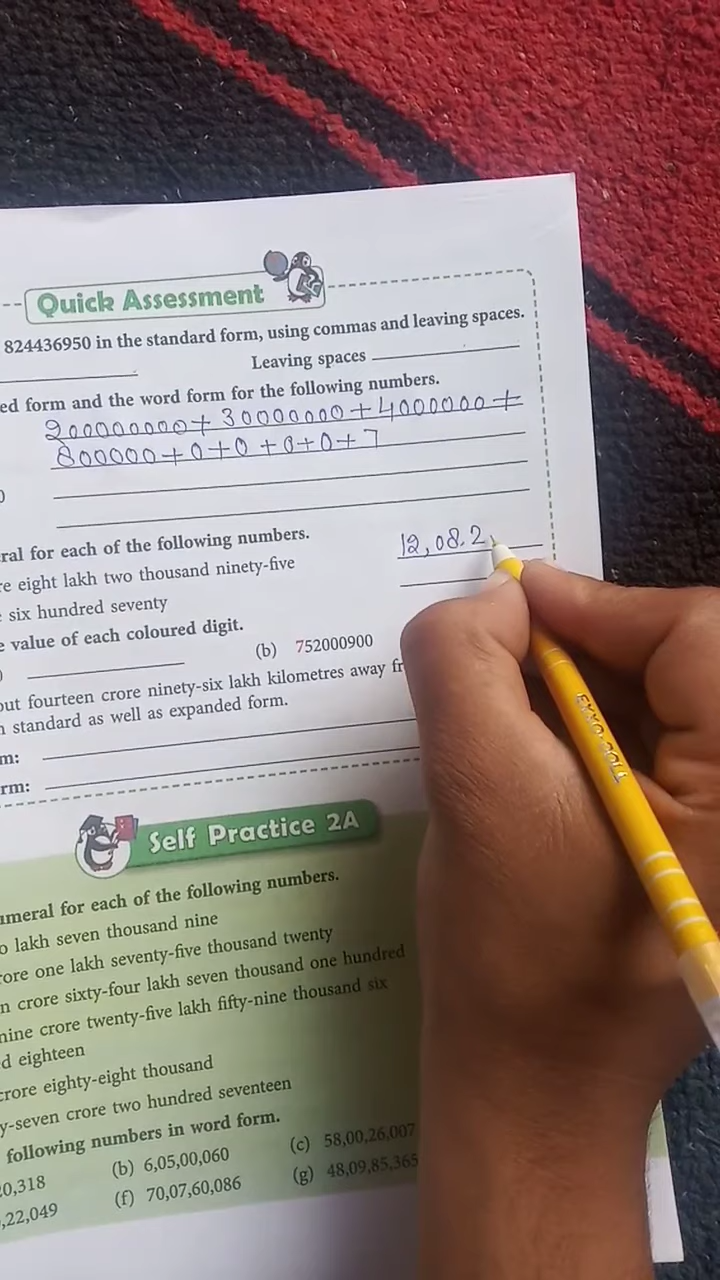 Quick Assessment
824436950 in the standard form, using commas and leaving spaces.
Leaving spaces
ed form and the word form for the following numbers.
200000000+30000000+4000000+
800000+0+0+0+0+7
ral for each of the following numbers.
12,08.2,
re eight lakh two thousand ninety-five
six hundred seventy
e value of each coloured digit.
(b) 752000900
out fourteen crore ninety-six lakh kilometres away fr
n standard as well as expanded form.
m:
rm:
Self Practice 2A
umeral for each of the following numbers.
o lakh seven thousand nine
rore one lakh seventy-five thousand twenty
n crore sixty-four lakh seven thousand one hundred
nine crore twenty-five lakh fifty-nine thousand six
d eighteen
crore eighty-eight thousand
y-seven crore two hundred seventeen
following numbers in word form.
20,318 (b) 6,05,00,060 (c) 58,00,26,007
,22,049 (f) 70,07,60,086 (g) 48,09,85,365